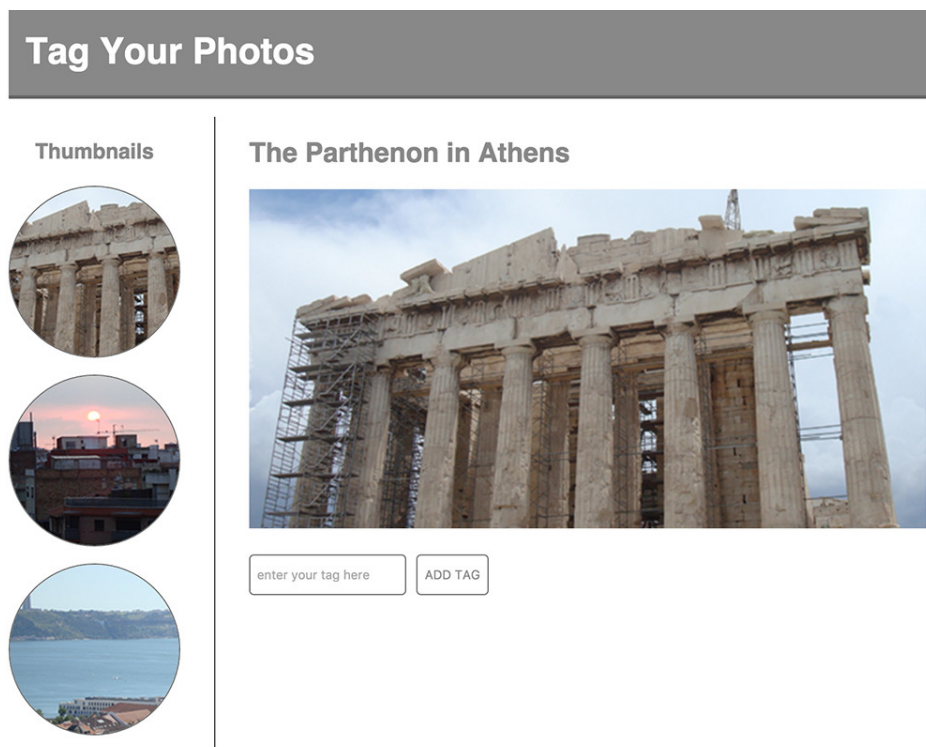 Tag Your Photos
Thumbnails
The Parthenon in Athens
enter your tag here
ADD TAG